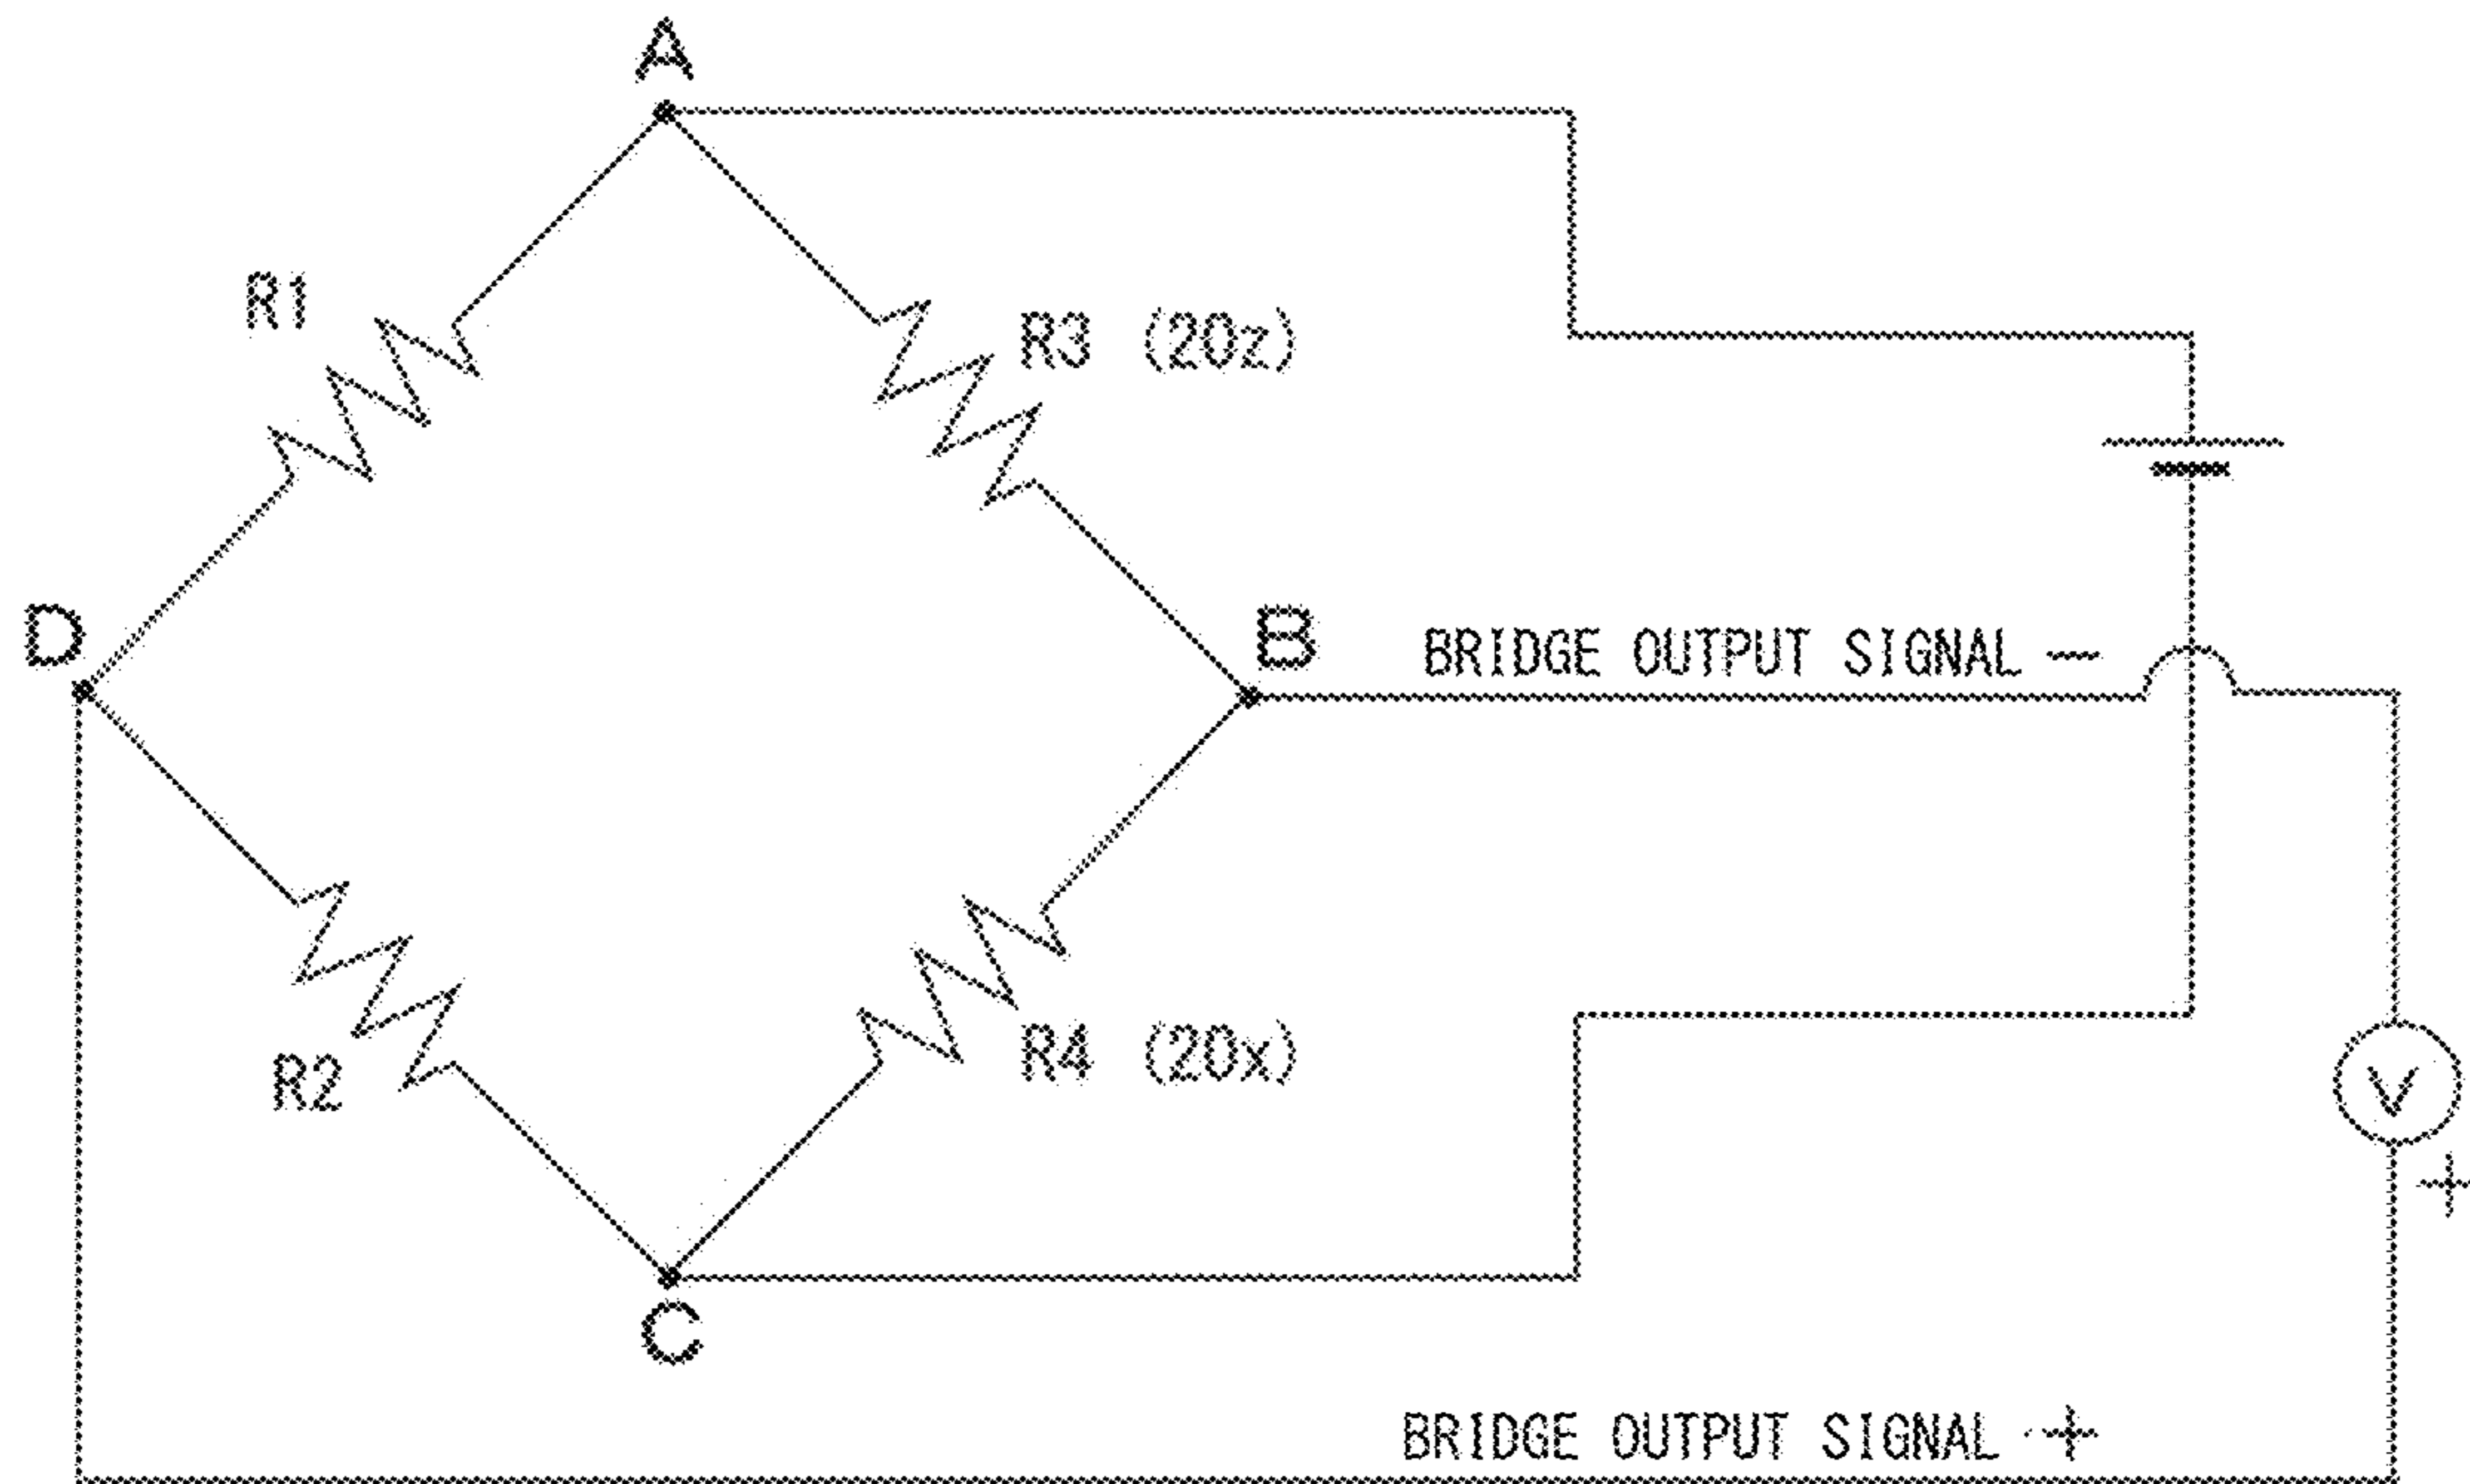 A
R1
R3 (20z)
D
B
BRIDGE OUTPUT SIGNAL −
R2
R4 (20x)
V
+
C
BRIDGE OUTPUT SIGNAL +